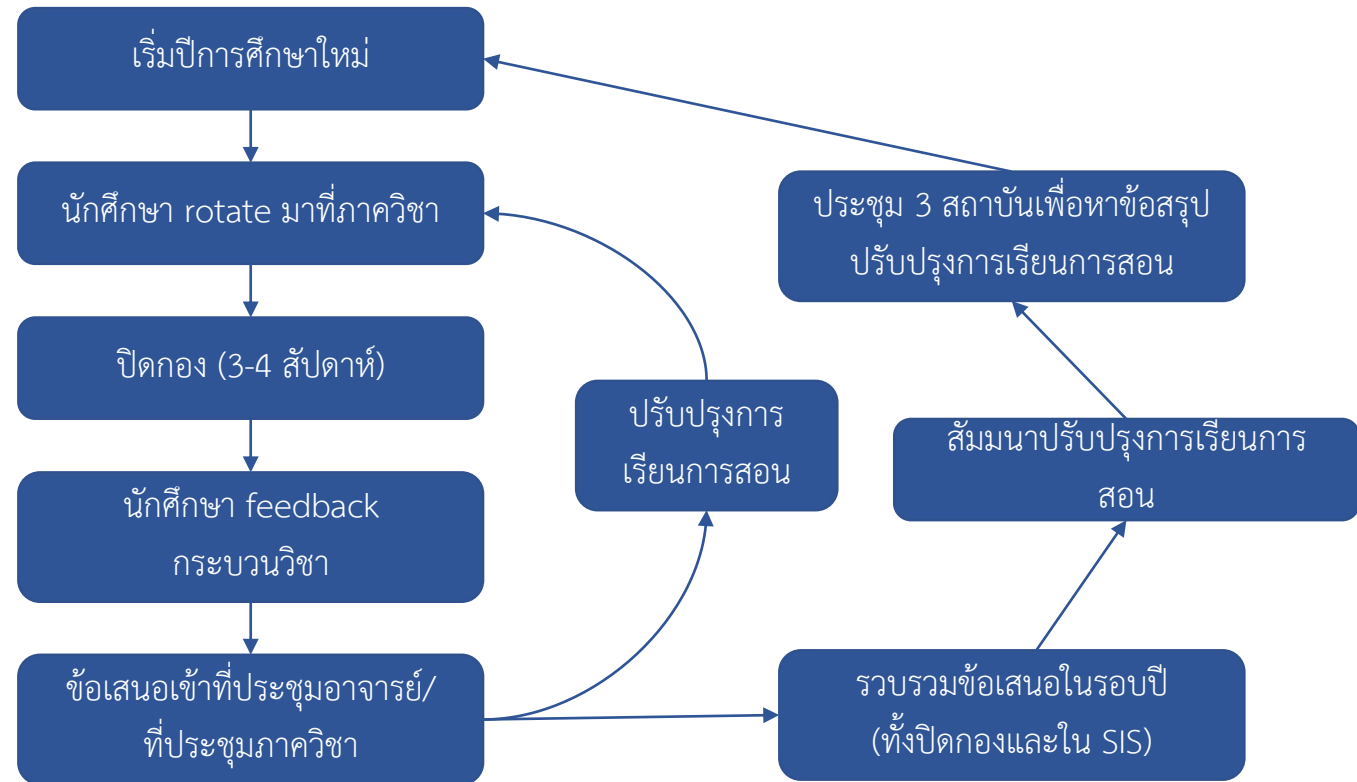 เริ่มปีการศึกษาใหม่
นักศึกษา rotate มาที่ภาควิชา
ปิดกอง (3-4 สัปดาห์)
นักศึกษา feedback
กระบวนวิชา
ข้อเสนอเข้าที่ประชุมอาจารย์/
ที่ประชุมภาควิชา
ปรับปรุงการ
เรียนการสอน
รวบรวมข้อเสนอในรอบปี
(ทั้งปิดกองและใน SIS)
สัมมนาปรับปรุงการเรียนการ
สอน
ประชุม 3 สถาบันเพื่อหาข้อสรุป
ปรับปรุงการเรียนการสอน